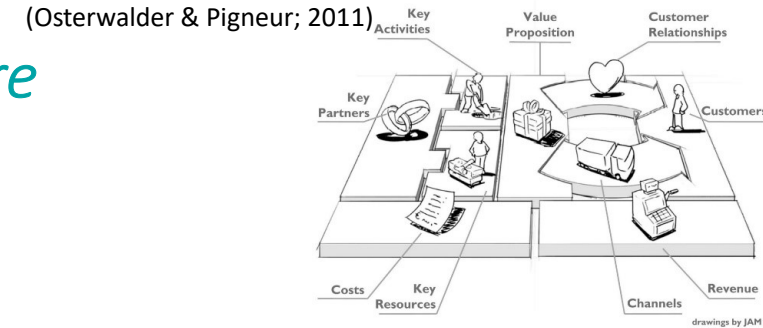 (Osterwalder & Pigneur; 2011)
re
Key
Activities
Value
Proposition
Customer
Relationships
Key
Partners
Customers
Costs
Key
Resources
Channels
Revenue
drawings by JAM